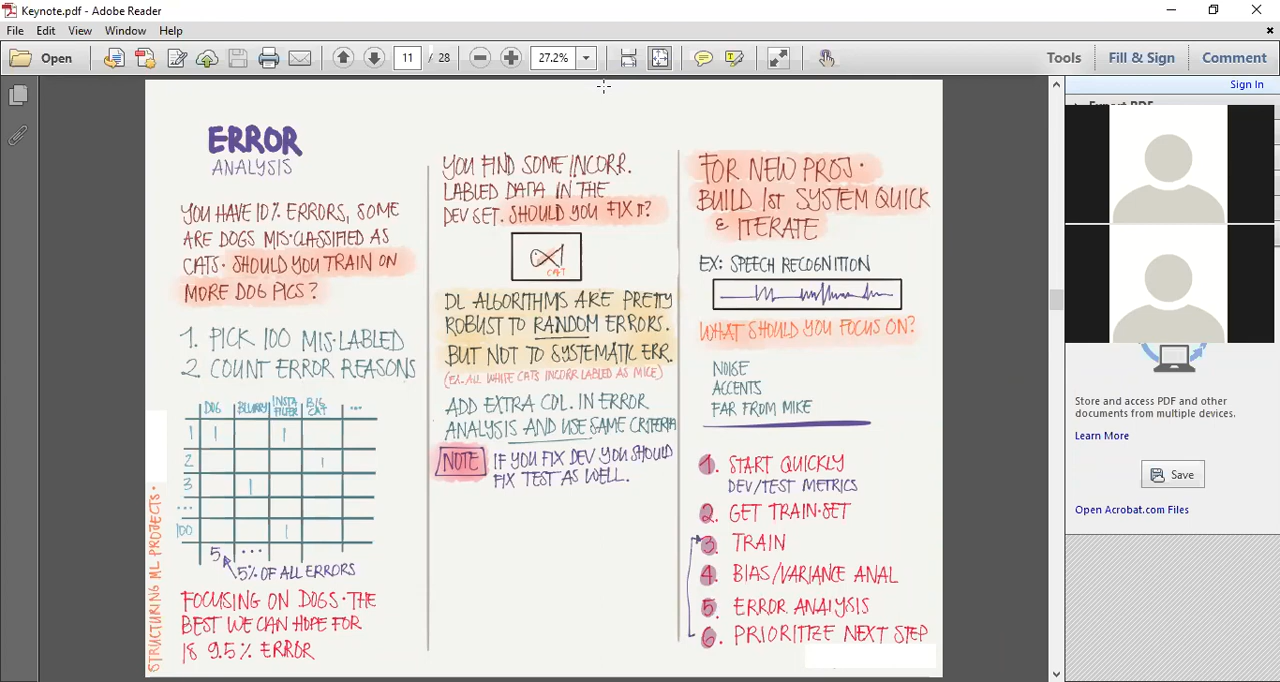 Keynote.pdf - Adobe Reader
File Edit View Window Help
Open 11 / 28 27.2% Tools Fill & Sign Comment
Sign In
ERROR
ANALYSIS
YOU HAVE 10% ERRORS, SOME
ARE DOGS MIS-CLASSIFIED AS
CATS. SHOULD YOU TRAIN ON
MORE DOG PICS?
1. PICK 100 MIS-LABLED
2. COUNT ERROR REASONS
DOG BLURRY INSTA FILTER BIG CAT ...
1 1 1
2 1
3 1
...
100 1
5 ...
5% OF ALL ERRORS
FOCUSING ON DOGS. THE
BEST WE CAN HOPE FOR
IS 9.5% ERROR
STRUCTURING ML PROJECTS.
YOU FIND SOME INCORR.
LABLED DATA IN THE
DEV SET. SHOULD YOU FIX IT?
CAT
DL ALGORITHMS ARE PRETTY
ROBUST TO RANDOM ERRORS.
BUT NOT TO SYSTEMATIC ERR.
(EX. ALL WHITE CATS INCORR LABLED AS MICE)
ADD EXTRA COL. IN ERROR
ANALYSIS AND USE SAME CRITERIA
NOTE IF YOU FIX DEV YOU SHOULD
FIX TEST AS WELL.
FOR NEW PROJ.
BUILD 1st SYSTEM QUICK
& ITERATE
EX: SPEECH RECOGNITION
WHAT SHOULD YOU FOCUS ON?
NOISE
ACCENTS
FAR FROM MIKE
1. START QUICKLY
DEV/TEST METRICS
2. GET TRAIN-SET
3. TRAIN
4. BIAS/VARIANCE ANAL
5. ERROR ANALYSIS
6. PRIORITIZE NEXT STEP
Store and access PDF and other
documents from multiple devices.
Learn More
Save
Open Acrobat.com Files